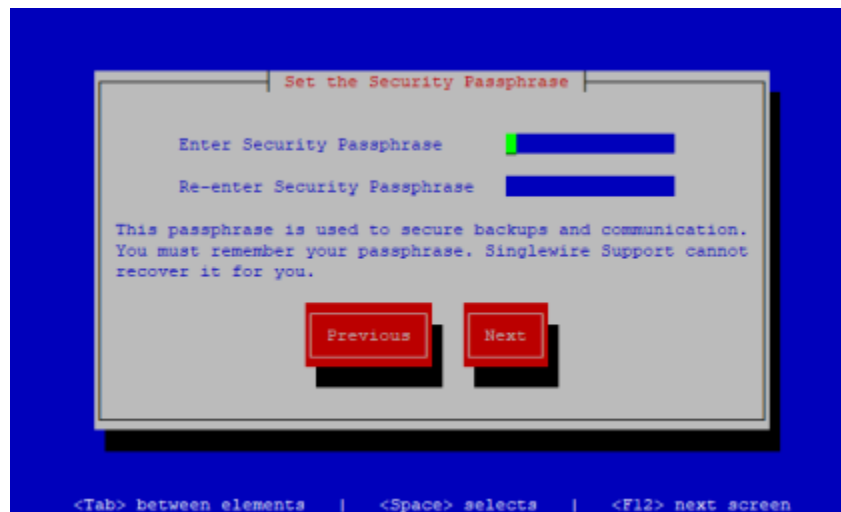 Set the Security Passphrase
Enter Security Passphrase
Re-enter Security Passphrase
This passphrase is used to secure backups and communication.
You must remember your passphrase. Singlewire Support cannot
recover it for you.
Previous Next
<Tab> between elements | <Space> selects | <F12> next screen